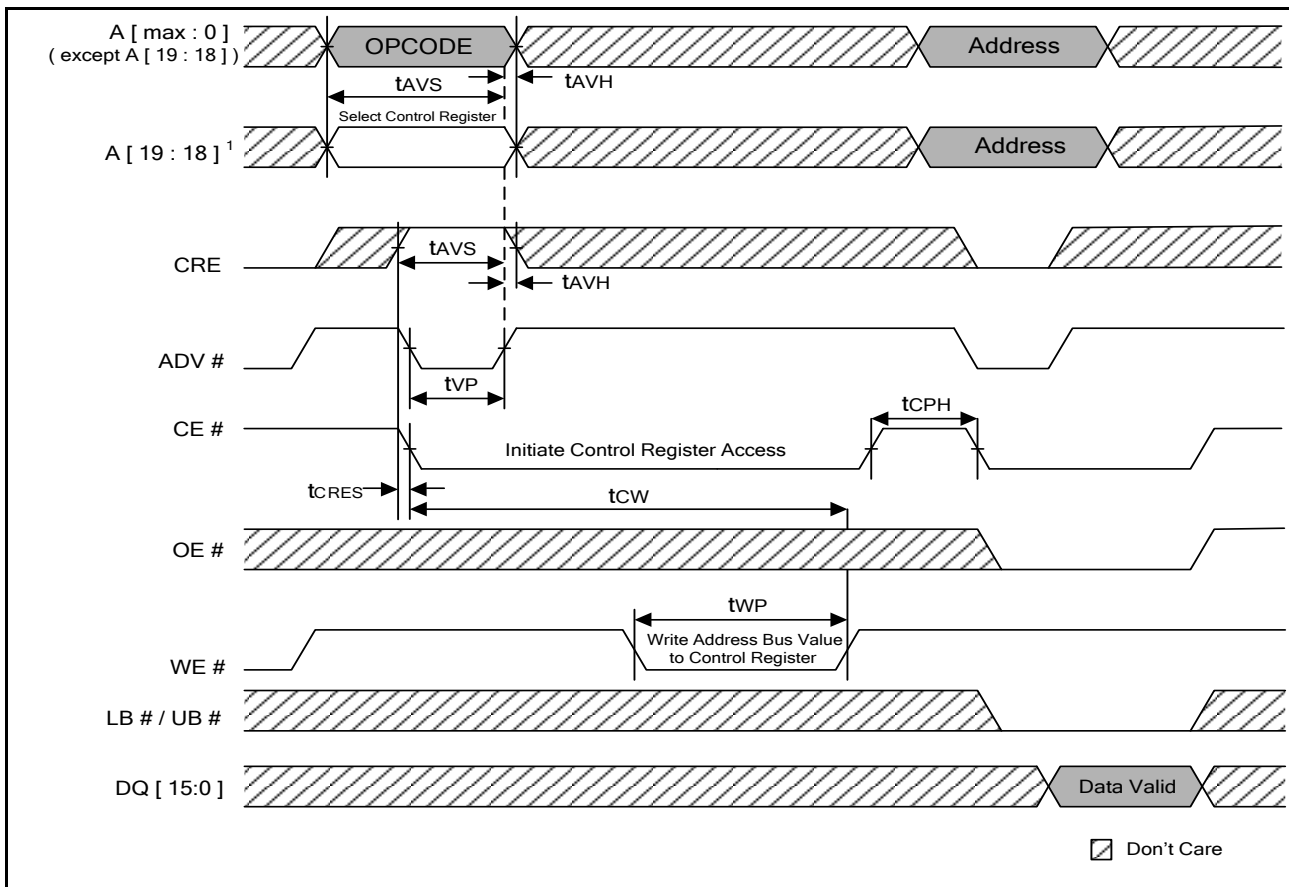 A [ max : 0 ]
( except A [ 19 : 18 ] )
OPCODE
Address
tAVS
tAVH
Select Control Register
A [ 19 : 18 ] 1
Address
CRE
tAVS
tAVH
ADV #
tVP
tCPH
CE #
Initiate Control Register Access
tCRES
tCW
OE #
tWP
Write Address Bus Value
to Control Register
WE #
LB # / UB #
DQ [ 15:0 ]
Data Valid
Don't Care